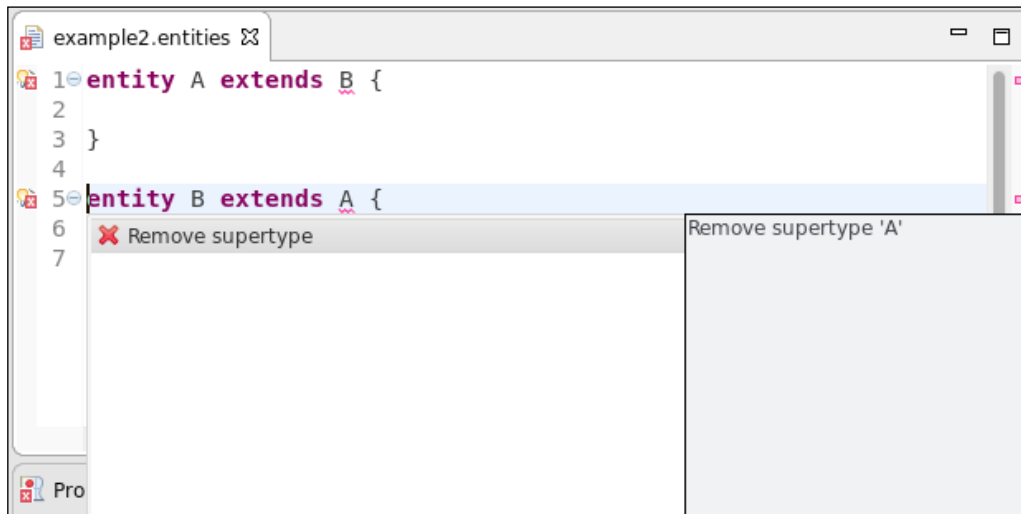 example2.entities
1 entity A extends B {
2
3 }
4
5 entity B extends A {
6
7
Remove supertype
Remove supertype 'A'
Pro